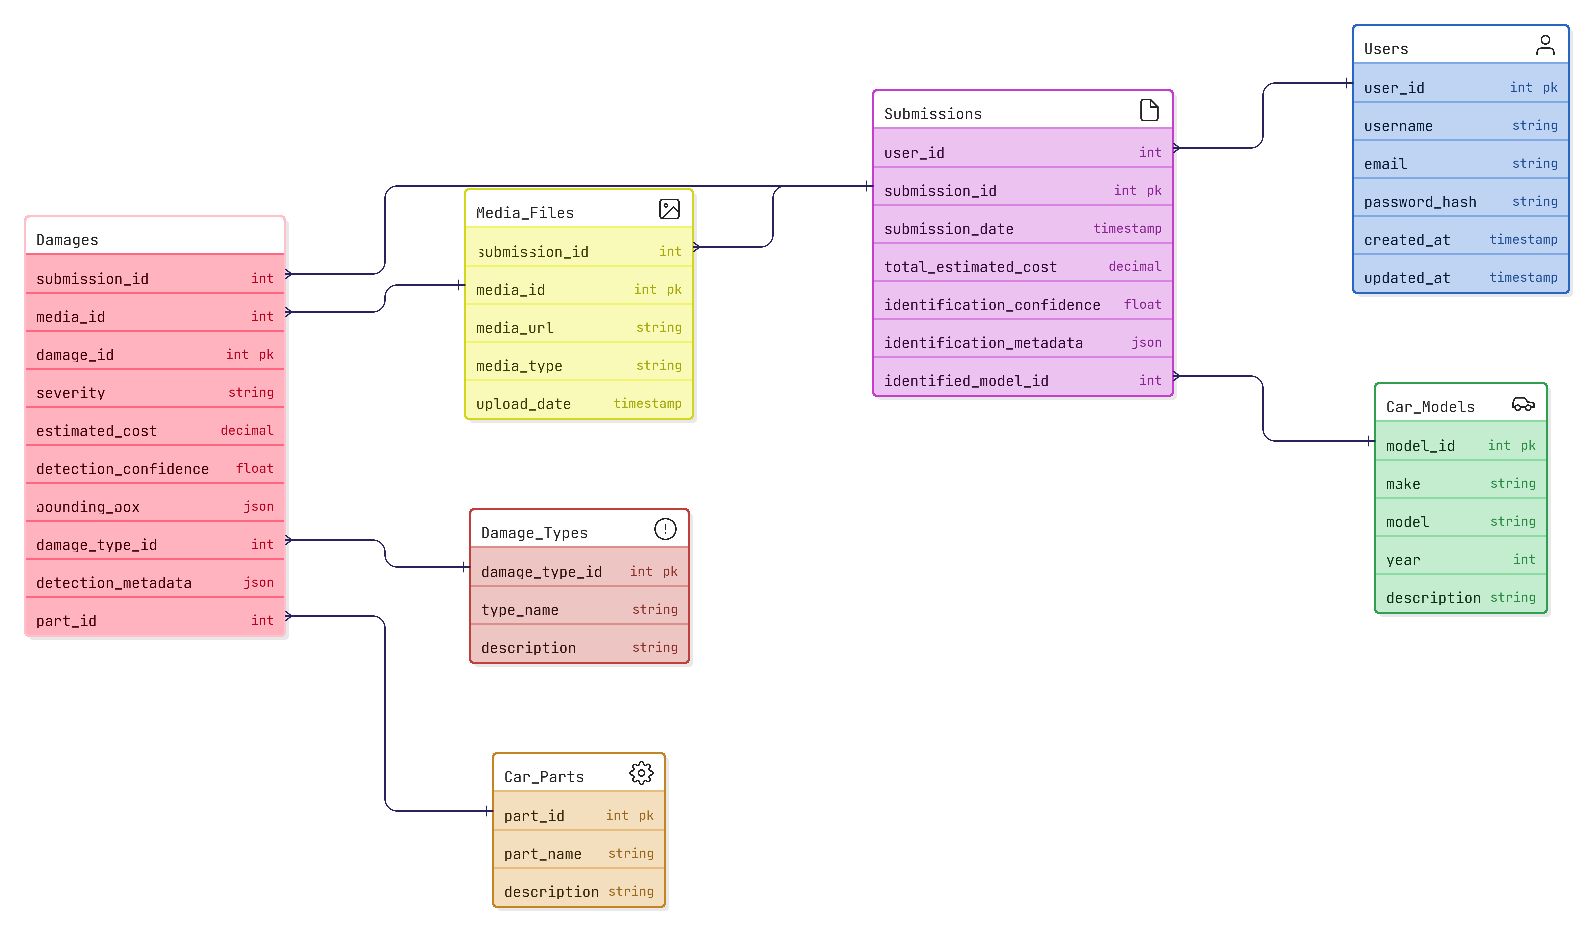 Users
user_id int pk
username string
email string
password_hash string
created_at timestamp
updated_at timestamp
Submissions
user_id int
submission_id int pk
submission_date timestamp
total_estimated_cost decimal
identification_confidence float
identification_metadata json
identified_model_id int
Media_Files
submission_id int
media_id int pk
media_url string
media_type string
upload_date timestamp
Damages
submission_id int
media_id int
damage_id int pk
severity string
estimated_cost decimal
detection_confidence float
bounding_box json
damage_type_id int
detection_metadata json
part_id int
Car_Models
model_id int pk
make string
model string
year int
description string
Damage_Types
damage_type_id int pk
type_name string
description string
Car_Parts
part_id int pk
part_name string
description string